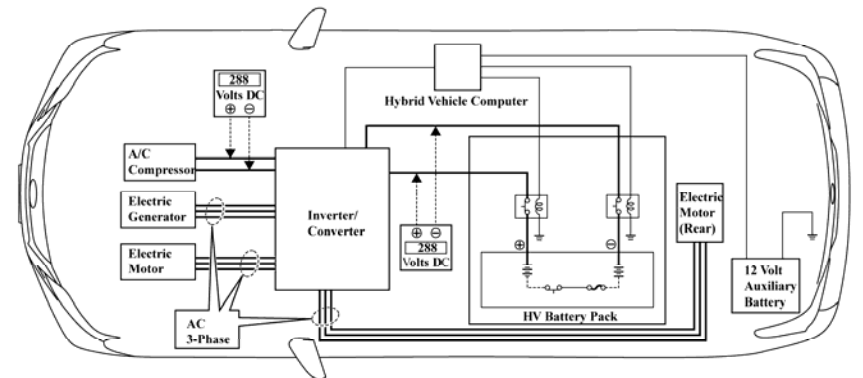 288
Volts DC
⊕ ⊖
Hybrid Vehicle Computer
A/C
Compressor
Electric
Generator
Electric
Motor
Inverter/
Converter
⊕ ⊖
288
Volts DC
⊕
⊖
Electric
Motor
(Rear)
12 Volt
Auxiliary
Battery
HV Battery Pack
AC
3-Phase